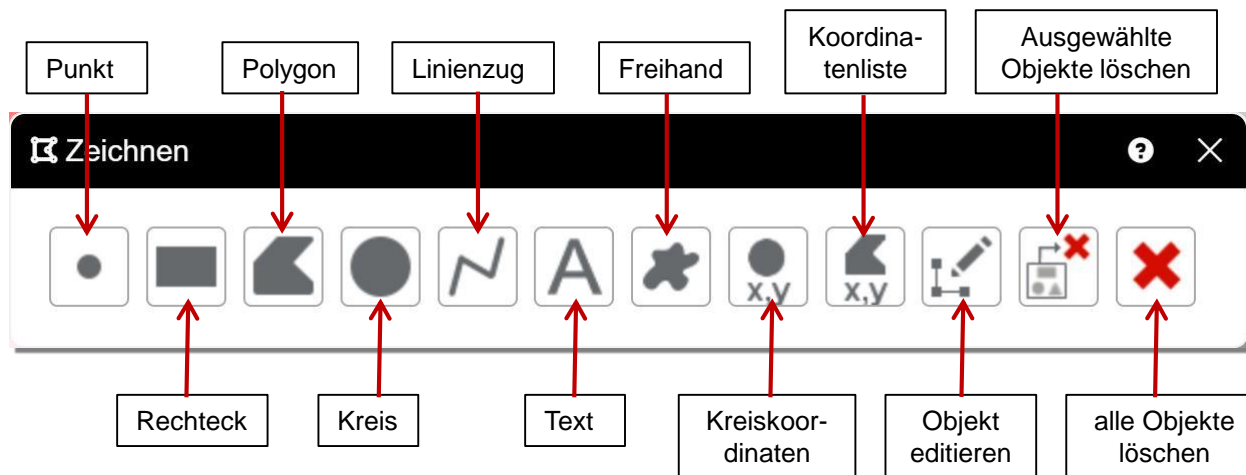 Punkt
Polygon
Linienzug
Freihand
Koordina-
tenliste
Ausgewählte
Objekte löschen
Zeichnen
?
A
x,y
x,y
Rechteck
Kreis
Text
Kreiskoor-
dinaten
Objekt
editieren
alle Objekte
löschen